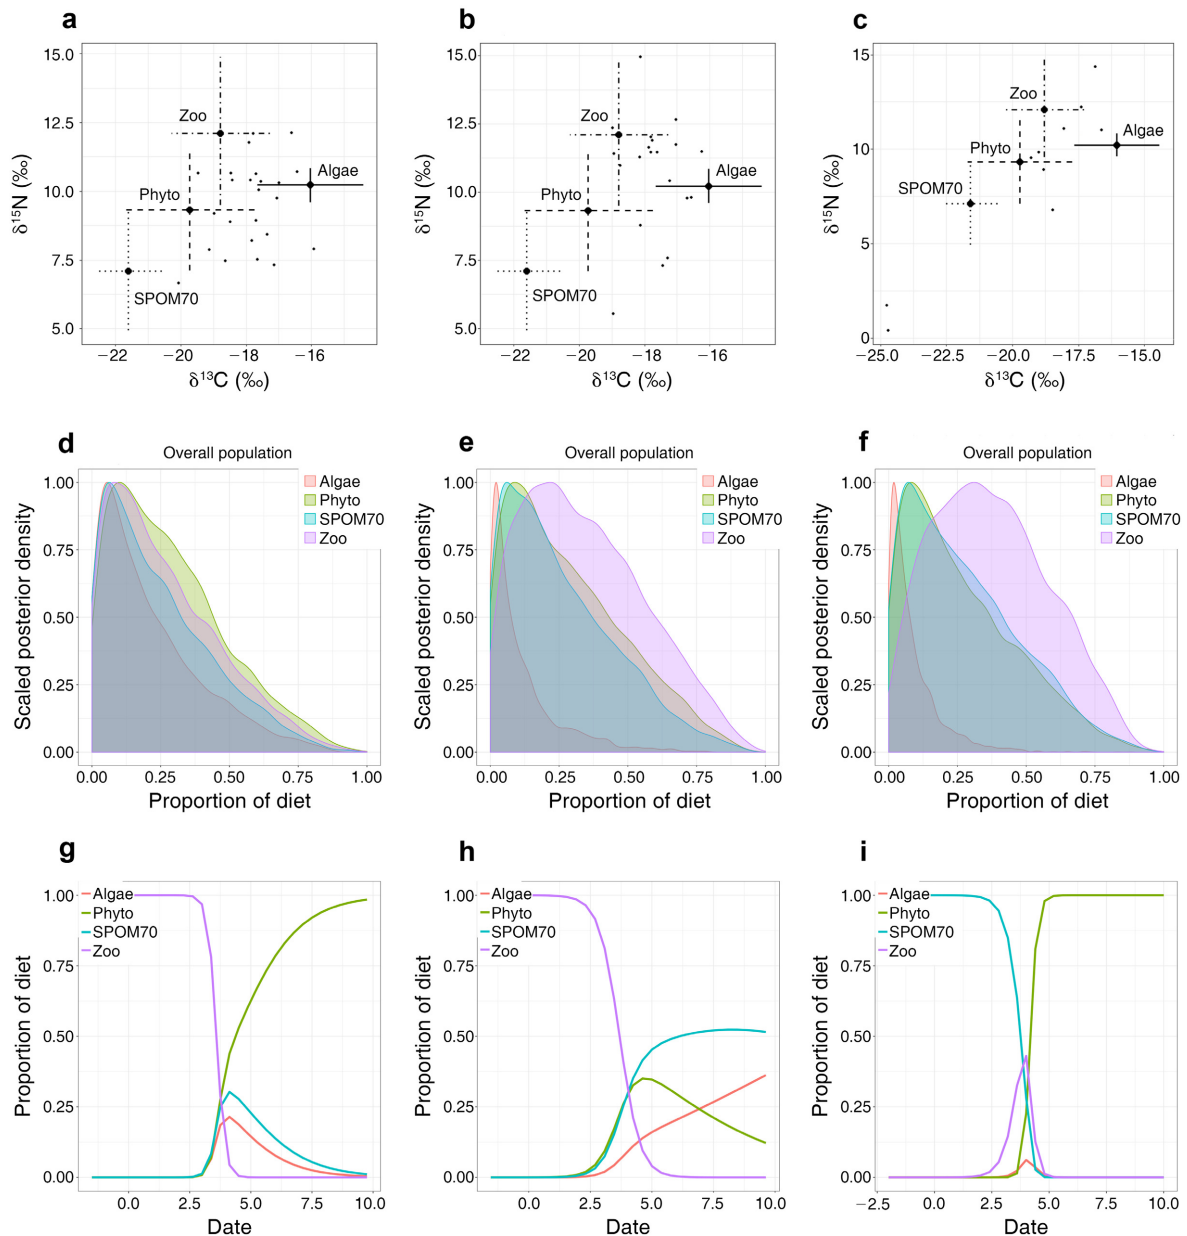 a
15.0
12.5
10.0
7.5
5.0
δ15N (‰)
Zoo
Algae
Phyto
SPOM70
−22
−20
−18
−16
δ13C (‰)
b
15.0
12.5
10.0
7.5
5.0
δ15N (‰)
Zoo
Algae
Phyto
SPOM70
−22
−20
−18
−16
δ13C (‰)
c
15
10
5
0
δ15N (‰)
Zoo
Algae
Phyto
SPOM70
−25.0
−22.5
−20.0
−17.5
−15.0
δ13C (‰)
d
Overall population
Algae
Phyto
SPOM70
Zoo
1.00
0.75
0.50
0.25
0.00
Scaled posterior density
0.00
0.25
0.50
0.75
1.00
Proportion of diet
e
Overall population
Algae
Phyto
SPOM70
Zoo
1.00
0.75
0.50
0.25
0.00
Scaled posterior density
0.00
0.25
0.50
0.75
1.00
Proportion of diet
f
Overall population
Algae
Phyto
SPOM70
Zoo
1.00
0.75
0.50
0.25
0.00
Scaled posterior density
0.00
0.25
0.50
0.75
1.00
Proportion of diet
g
Algae
Phyto
SPOM70
Zoo
1.00
0.75
0.50
0.25
0.00
Proportion of diet
0.0
2.5
5.0
7.5
10.0
Date
h
Algae
Phyto
SPOM70
Zoo
1.00
0.75
0.50
0.25
0.00
Proportion of diet
0.0
2.5
5.0
7.5
10.0
Date
i
Algae
Phyto
SPOM70
Zoo
1.00
0.75
0.50
0.25
0.00
Proportion of diet
−2.5
0.0
2.5
5.0
7.5
10.0
Date